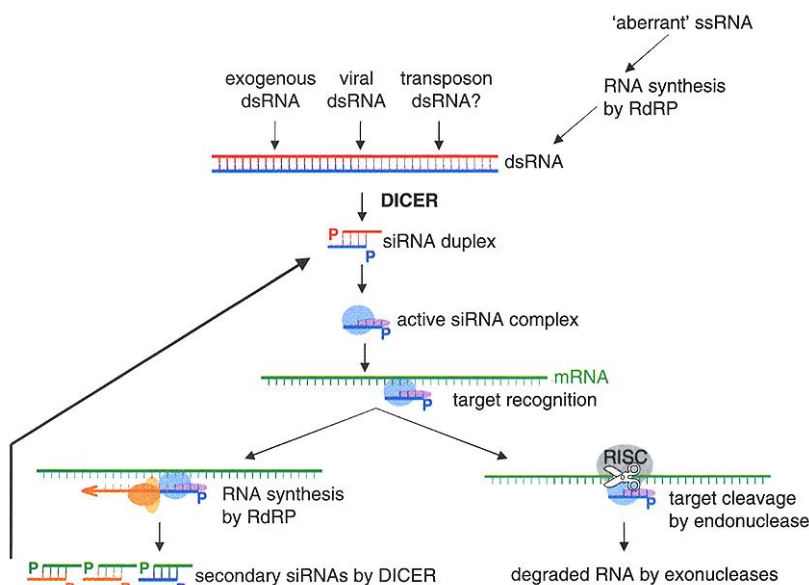 'aberrant' ssRNA
exogenous
dsRNA
viral
dsRNA
transposon
dsRNA?
RNA synthesis
by RdRP
dsRNA
DICER
P
siRNA duplex
P
active siRNA complex
P
mRNA
target recognition
P
RISC
RNA synthesis
by RdRP
P
target cleavage
by endonuclease
P
P
P
P
secondary siRNAs by DICER
P
P
P
degraded RNA by exonucleases